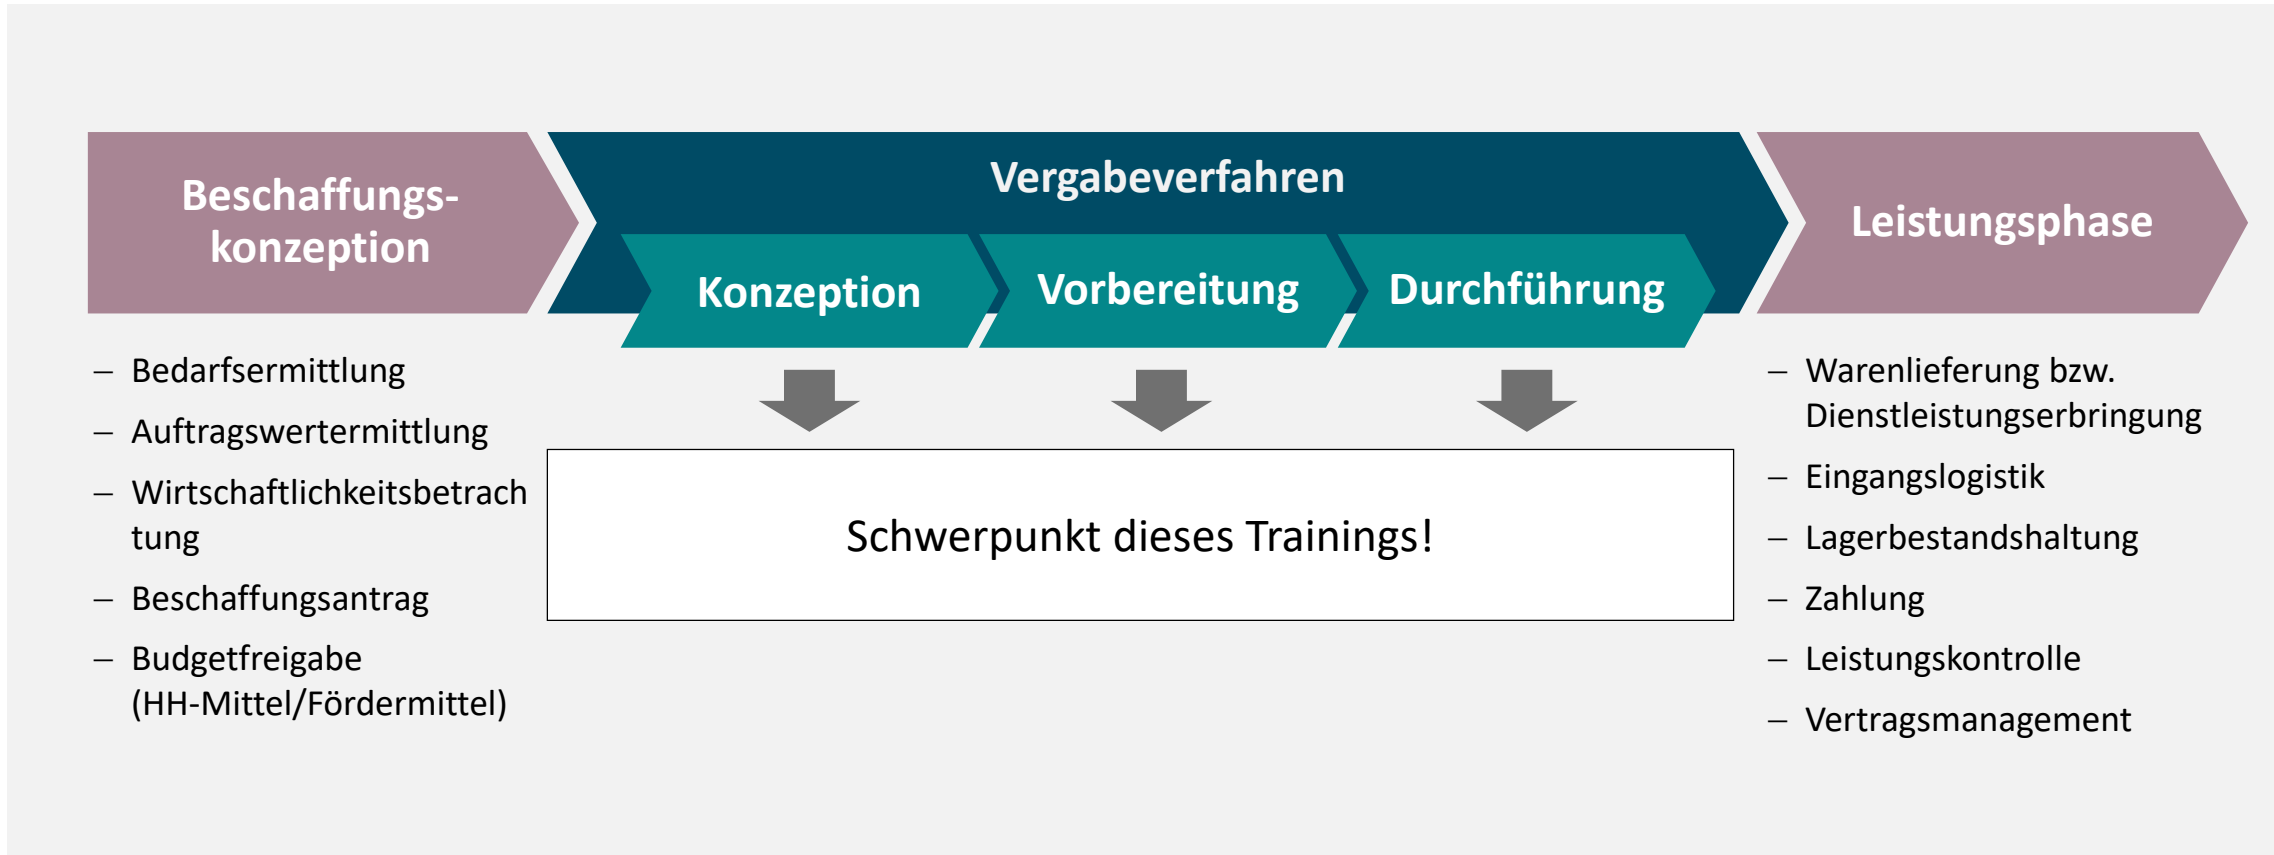 Beschaffungs-
konzeption
Vergabeverfahren
Konzeption
Vorbereitung
Durchführung
Leistungsphase
– Bedarfsermittlung
– Auftragswertermittlung
– Wirtschaftlichkeitsbetrach
tung
– Beschaffungsantrag
– Budgetfreigabe
(HH-Mittel/Fördermittel)
Schwerpunkt dieses Trainings!
– Warenlieferung bzw.
Dienstleistungserbringung
– Eingangslogistik
– Lagerbestandshaltung
– Zahlung
– Leistungskontrolle
– Vertragsmanagement